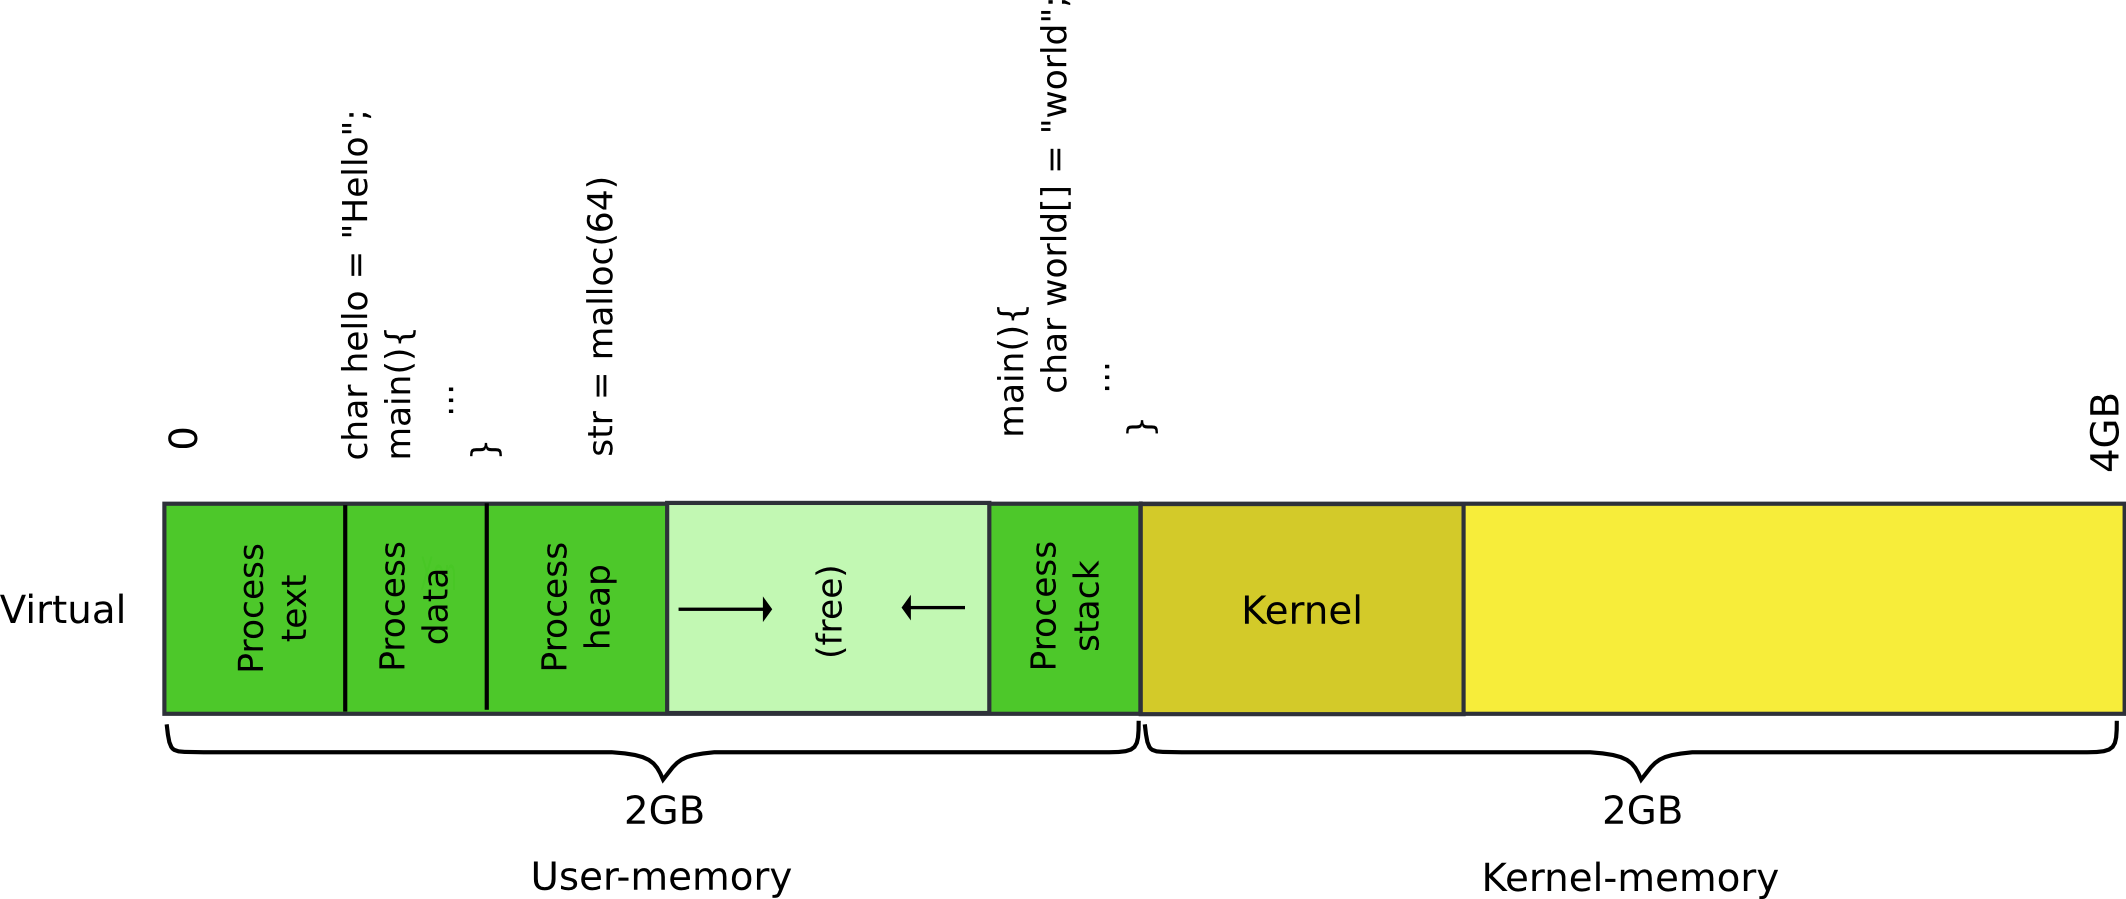 0
char hello = "Hello";
main(){
...
}
str = malloc(64)
main(){
char world[] = "world";
...
}
4GB
Virtual
Process
text
Process
data
Process
heap
(free)
Process
stack
Kernel
2GB
2GB
User-memory
Kernel-memory